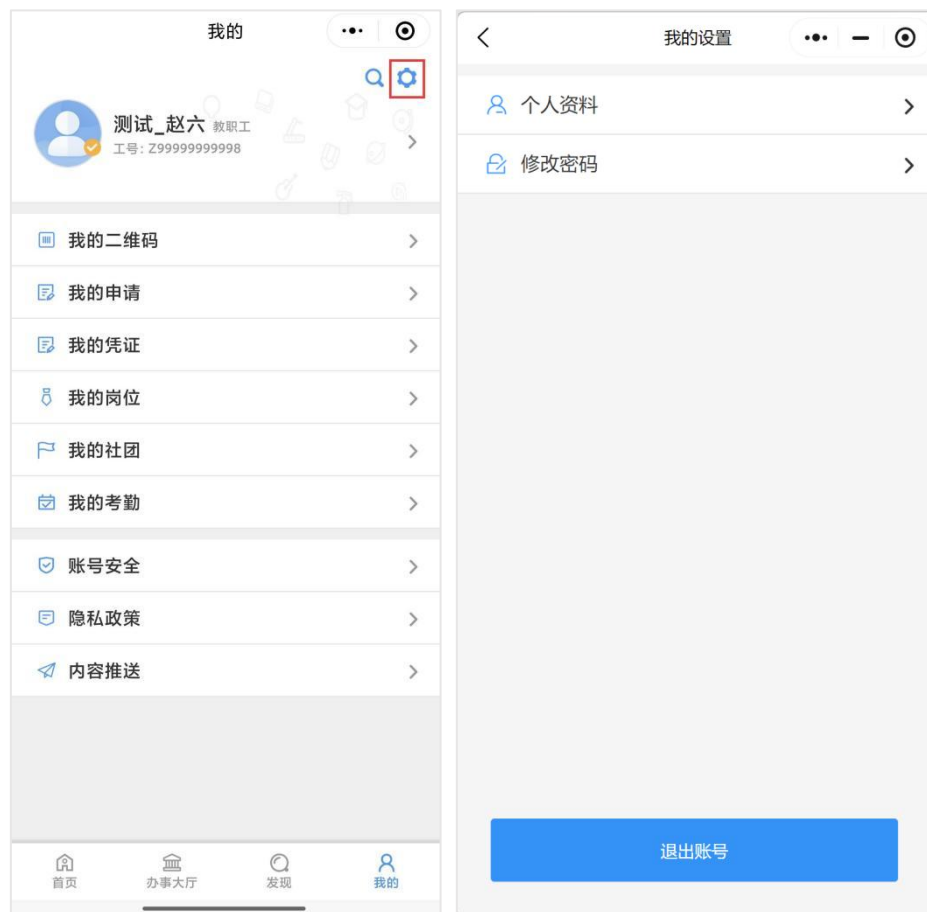 我的
测试_赵六 教职工
工号: Z99999999998
我的二维码
我的申请
我的凭证
我的岗位
我的社团
我的考勤
账号安全
隐私政策
内容推送
首页
办事大厅
发现
我的
我的设置
个人资料
修改密码
退出账号